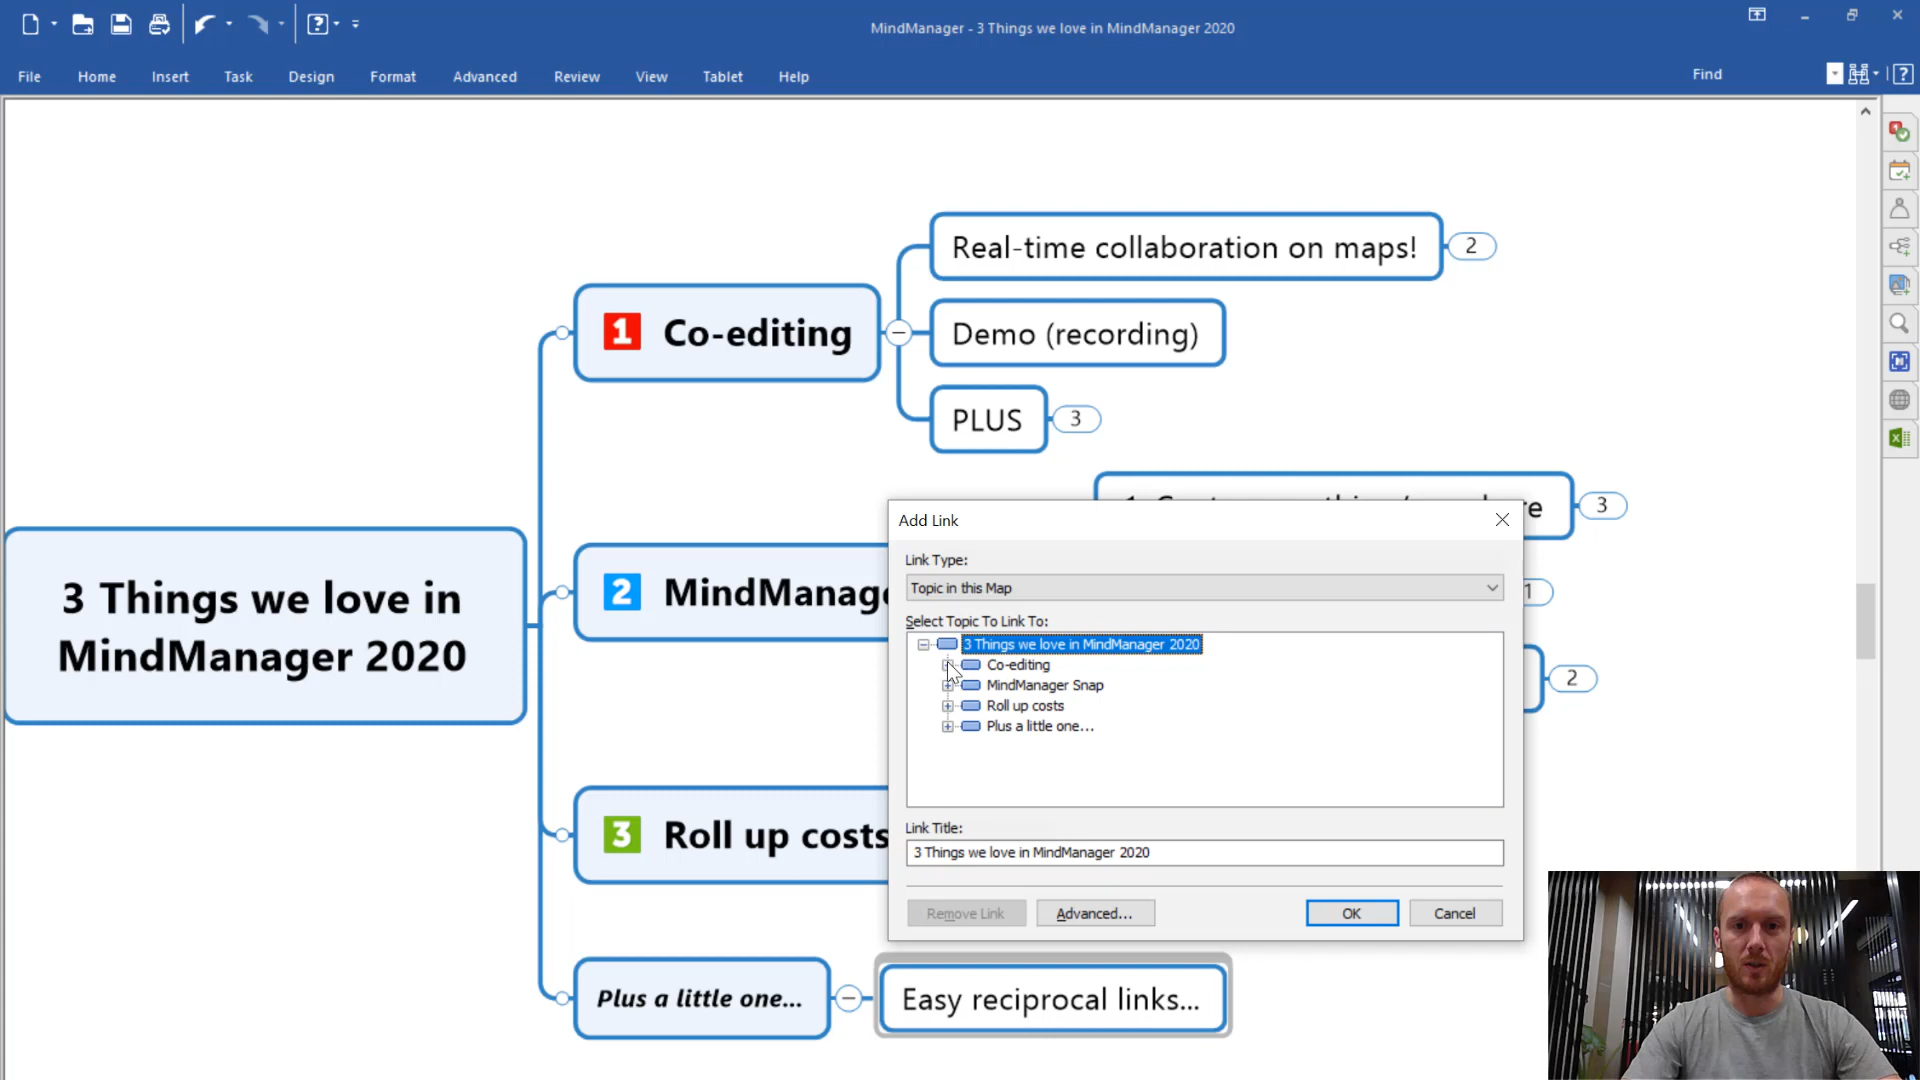 MindManager - 3 Things we love in MindManager 2020
File Home Insert Task Design Format Advanced Review View Tablet Help Find
Real-time collaboration on maps! 2
1 Co-editing
Demo (recording)
PLUS 3
3
3 Things we love in
MindManager 2020
2 MindManage
1
2
3 Roll up costs
Plus a little one...
Easy reciprocal links...
Add Link
Link Type:
Topic in this Map
Select Topic To Link To:
3 Things we love in MindManager 2020
Co-editing
MindManager Snap
Roll up costs
Plus a little one...
Link Title:
3 Things we love in MindManager 2020
Remove Link Advanced... OK Cancel